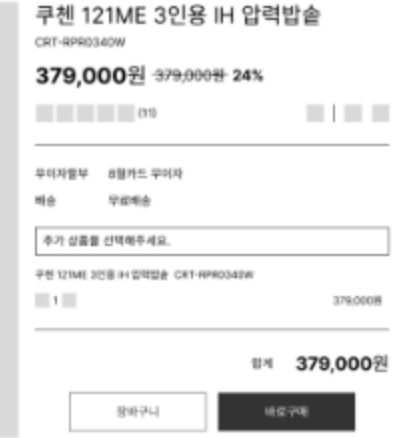 쿠첸 121ME 3인용 IH 압력밥솥
CRT-RPR0340W
379,000원 379,000원 24%
(11)
무이자할부 8월카드 무이자
배송 무료배송
추가 상품을 선택해주세요.
쿠첸 121ME 3인용 IH 압력밥솥 CRT-RPR0340W
1 379,000원
합계 379,000원
장바구니 바로구매